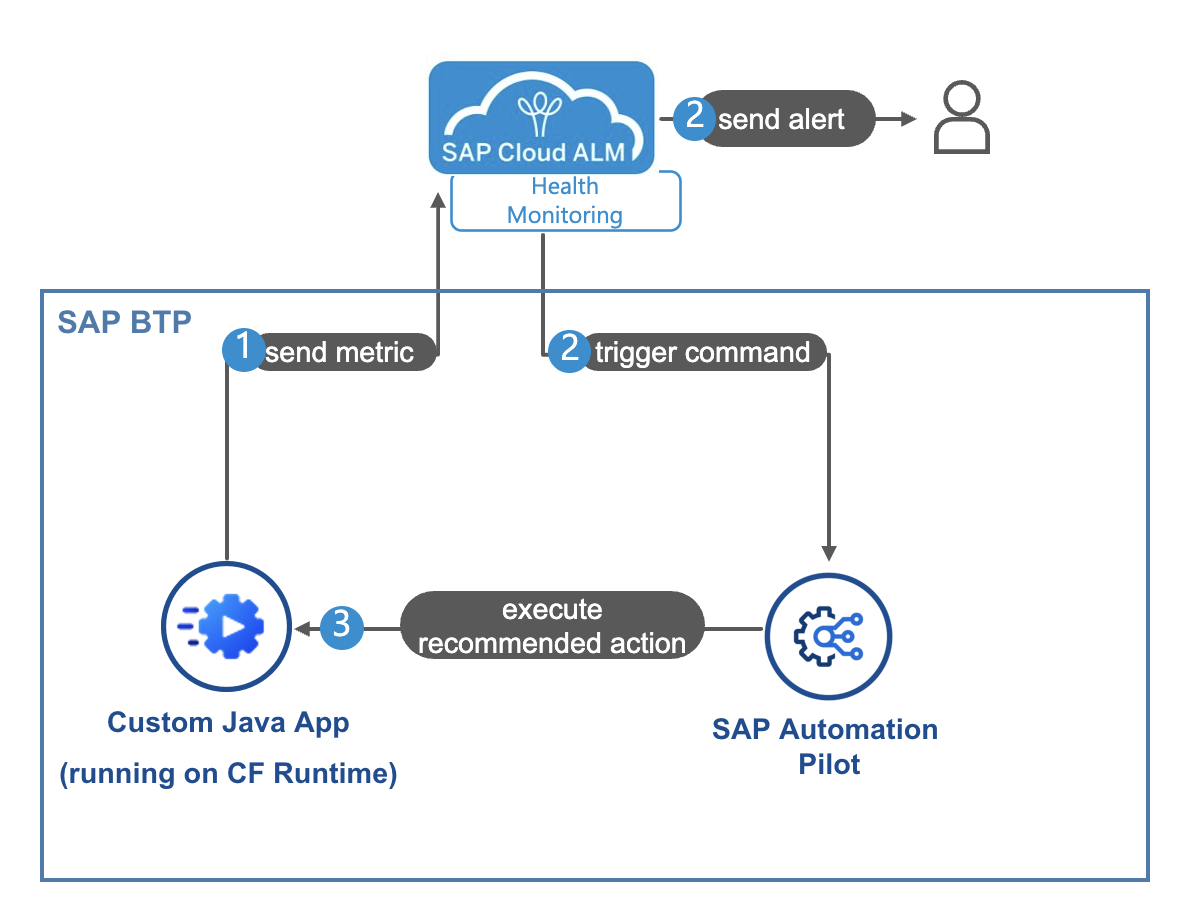 SAP Cloud ALM
2 send alert
Health
Monitoring
SAP BTP
1 send metric
2 trigger command
3
execute
recommended action
Custom Java App
(running on CF Runtime)
SAP Automation
Pilot